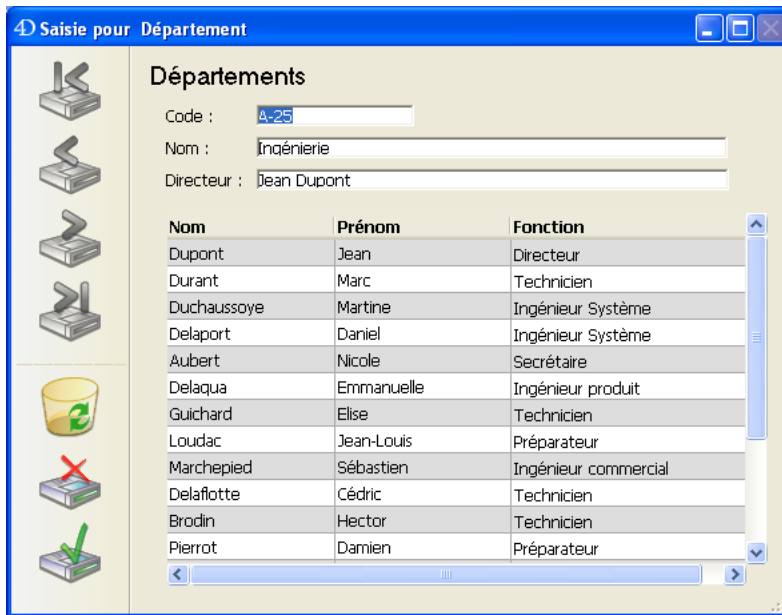 4D Saisie pour Département
Départements
Code : A-25
Nom : Ingénierie
Directeur : Jean Dupont
Nom Prénom Fonction
Dupont Jean Directeur
Durant Marc Technicien
Duchaussoye Martine Ingénieur Système
Delaport Daniel Ingénieur Système
Aubert Nicole Secrétaire
Delaqua Emmanuelle Ingénieur produit
Guichard Elise Technicien
Loudac Jean-Louis Préparateur
Marchepied Sébastien Ingénieur commercial
Delaflotte Cédric Technicien
Brodin Hector Technicien
Pierrot Damien Préparateur